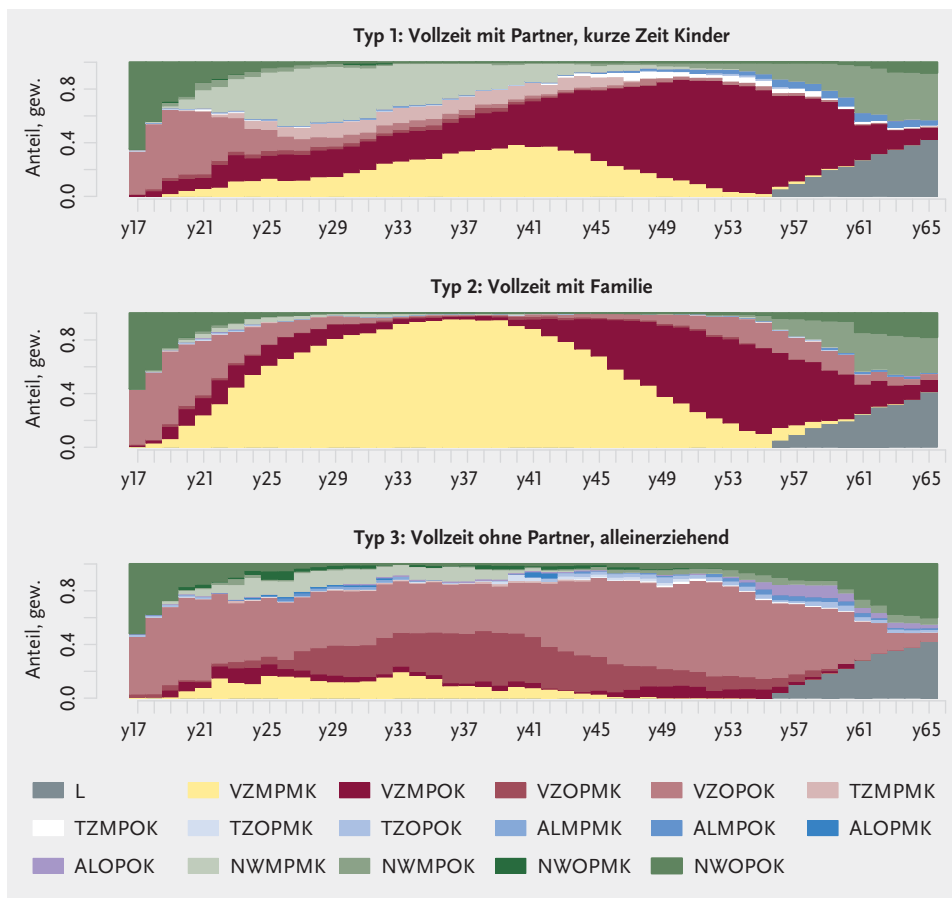 Typ 1: Vollzeit mit Partner, kurze Zeit Kinder
Anteil, gew.
0.8
0.4
0.0
y17 y21 y25 y29 y33 y37 y41 y45 y49 y53 y57 y61 y65
Typ 2: Vollzeit mit Familie
Anteil, gew.
0.8
0.4
0.0
y17 y21 y25 y29 y33 y37 y41 y45 y49 y53 y57 y61 y65
Typ 3: Vollzeit ohne Partner, alleinerziehend
Anteil, gew.
0.8
0.4
0.0
y17 y21 y25 y29 y33 y37 y41 y45 y49 y53 y57 y61 y65
L VZMPMK VZMPOK VZOPMK VZOPOK TZMPMK
TZMPOK TZOPMK TZOPOK ALMPMK ALMPOK ALOPMK
ALOPOK NWMPMK NWMPOK NWOPMK NWOPOK